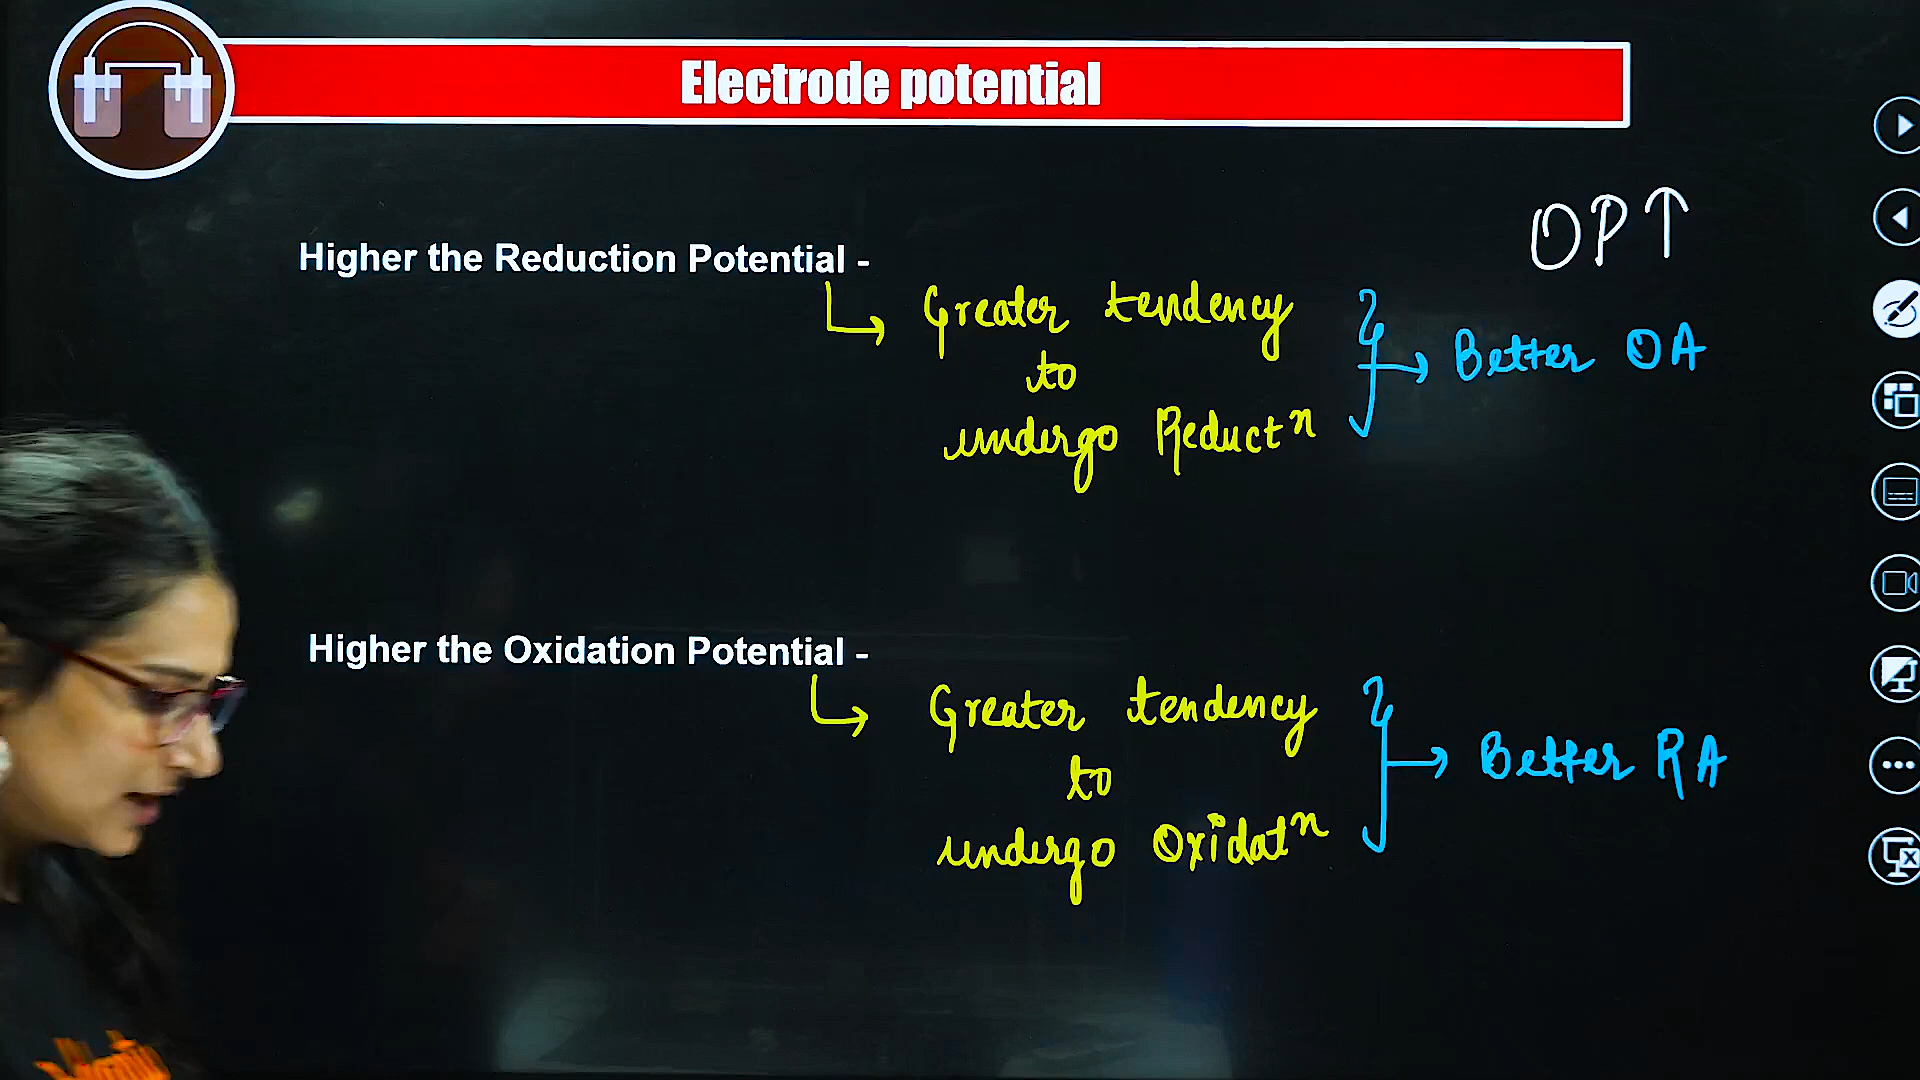 Electrode potential
OP↑
Higher the Reduction Potential -
Greater tendency
to
undergo Reductⁿ
Better OA
Higher the Oxidation Potential -
Greater tendency
to
undergo Oxidatⁿ
Better RA